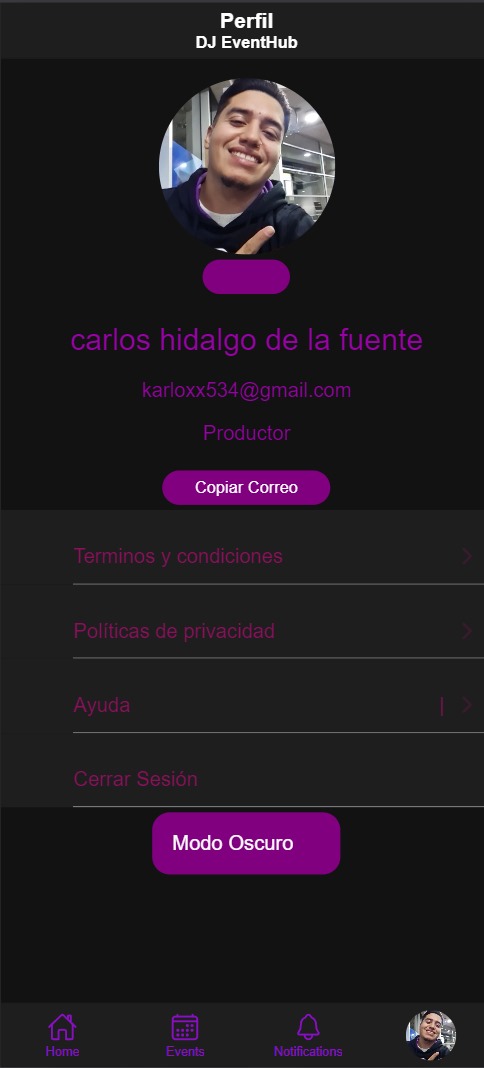 Perfil
DJ EventHub
carlos hidalgo de la fuente
karloxx534@gmail.com
Productor
Copiar Correo
Terminos y condiciones
Políticas de privacidad
Ayuda |
Cerrar Sesión
Modo Oscuro
Home Events Notifications